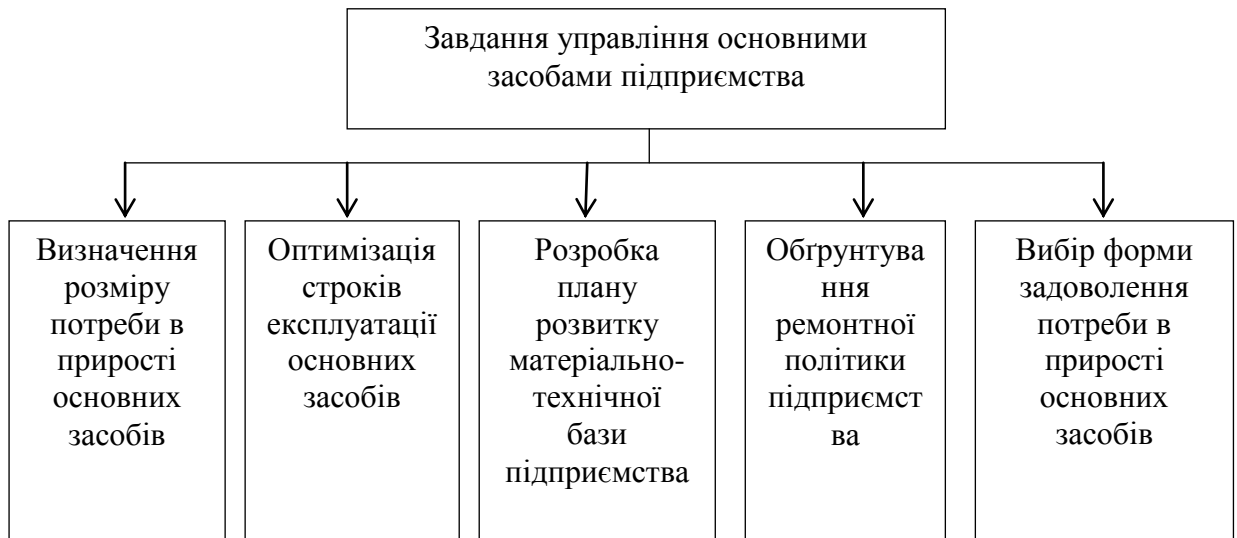 Завдання управління основними
засобами підприємства
Визначення
розміру
потреби в
прирості
основних
засобів
Оптимізація
строків
експлуатації
основних
засобів
Розробка
плану
розвитку
матеріально-
технічної
бази
підприємства
Обґрунтува
ння
ремонтної
політики
підприємст
ва
Вибір форми
задоволення
потреби в
прирості
основних
засобів